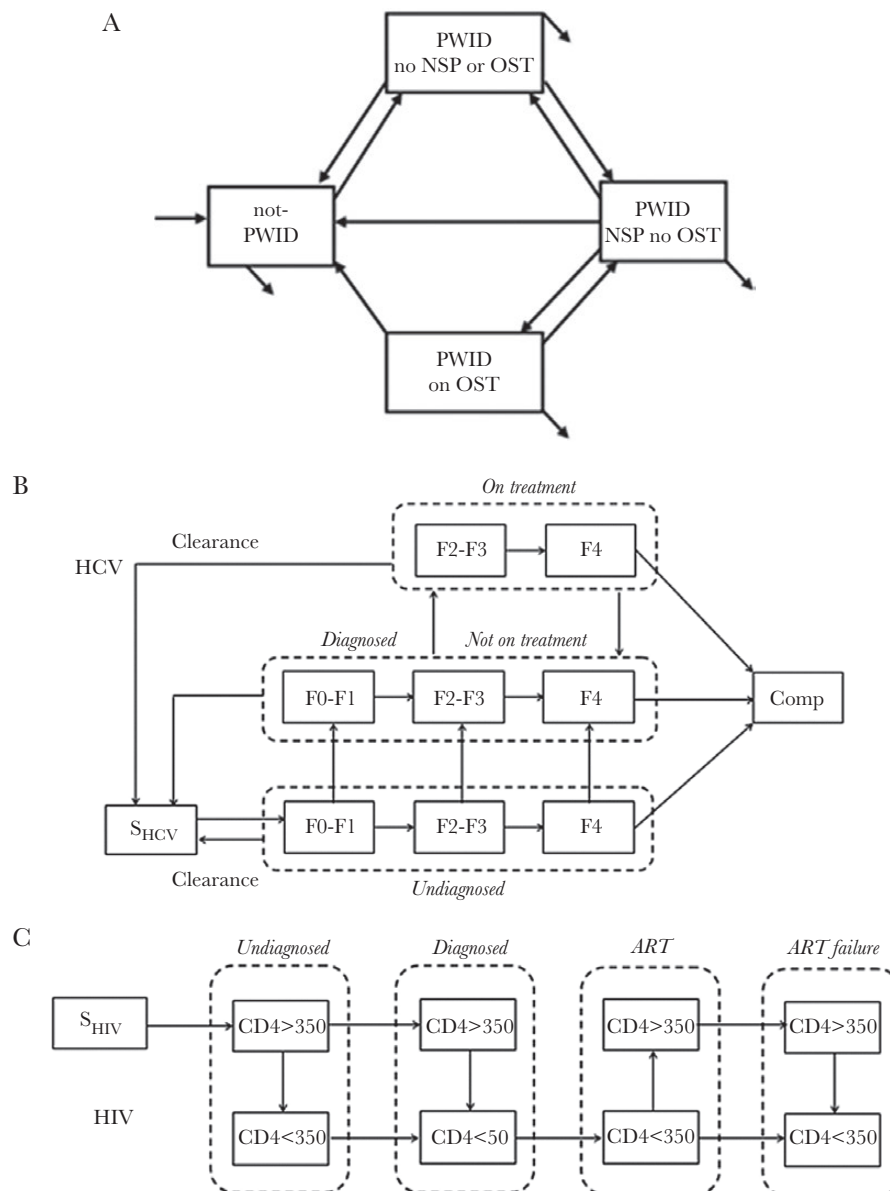 A
PWID
no NSP or OST
not-
PWID
PWID
NSP no OST
PWID
on OST
B
On treatment
Clearance
HCV
F2-F3
F4
Diagnosed
Not on treatment
F0-F1
F2-F3
F4
Comp
S_HCV
F0-F1
F2-F3
F4
Clearance
Undiagnosed
C
Undiagnosed
Diagnosed
ART
ART failure
S_HIV
CD4>350
CD4>350
CD4>350
CD4>350
HIV
CD4<350
CD4<50
CD4<350
CD4<350